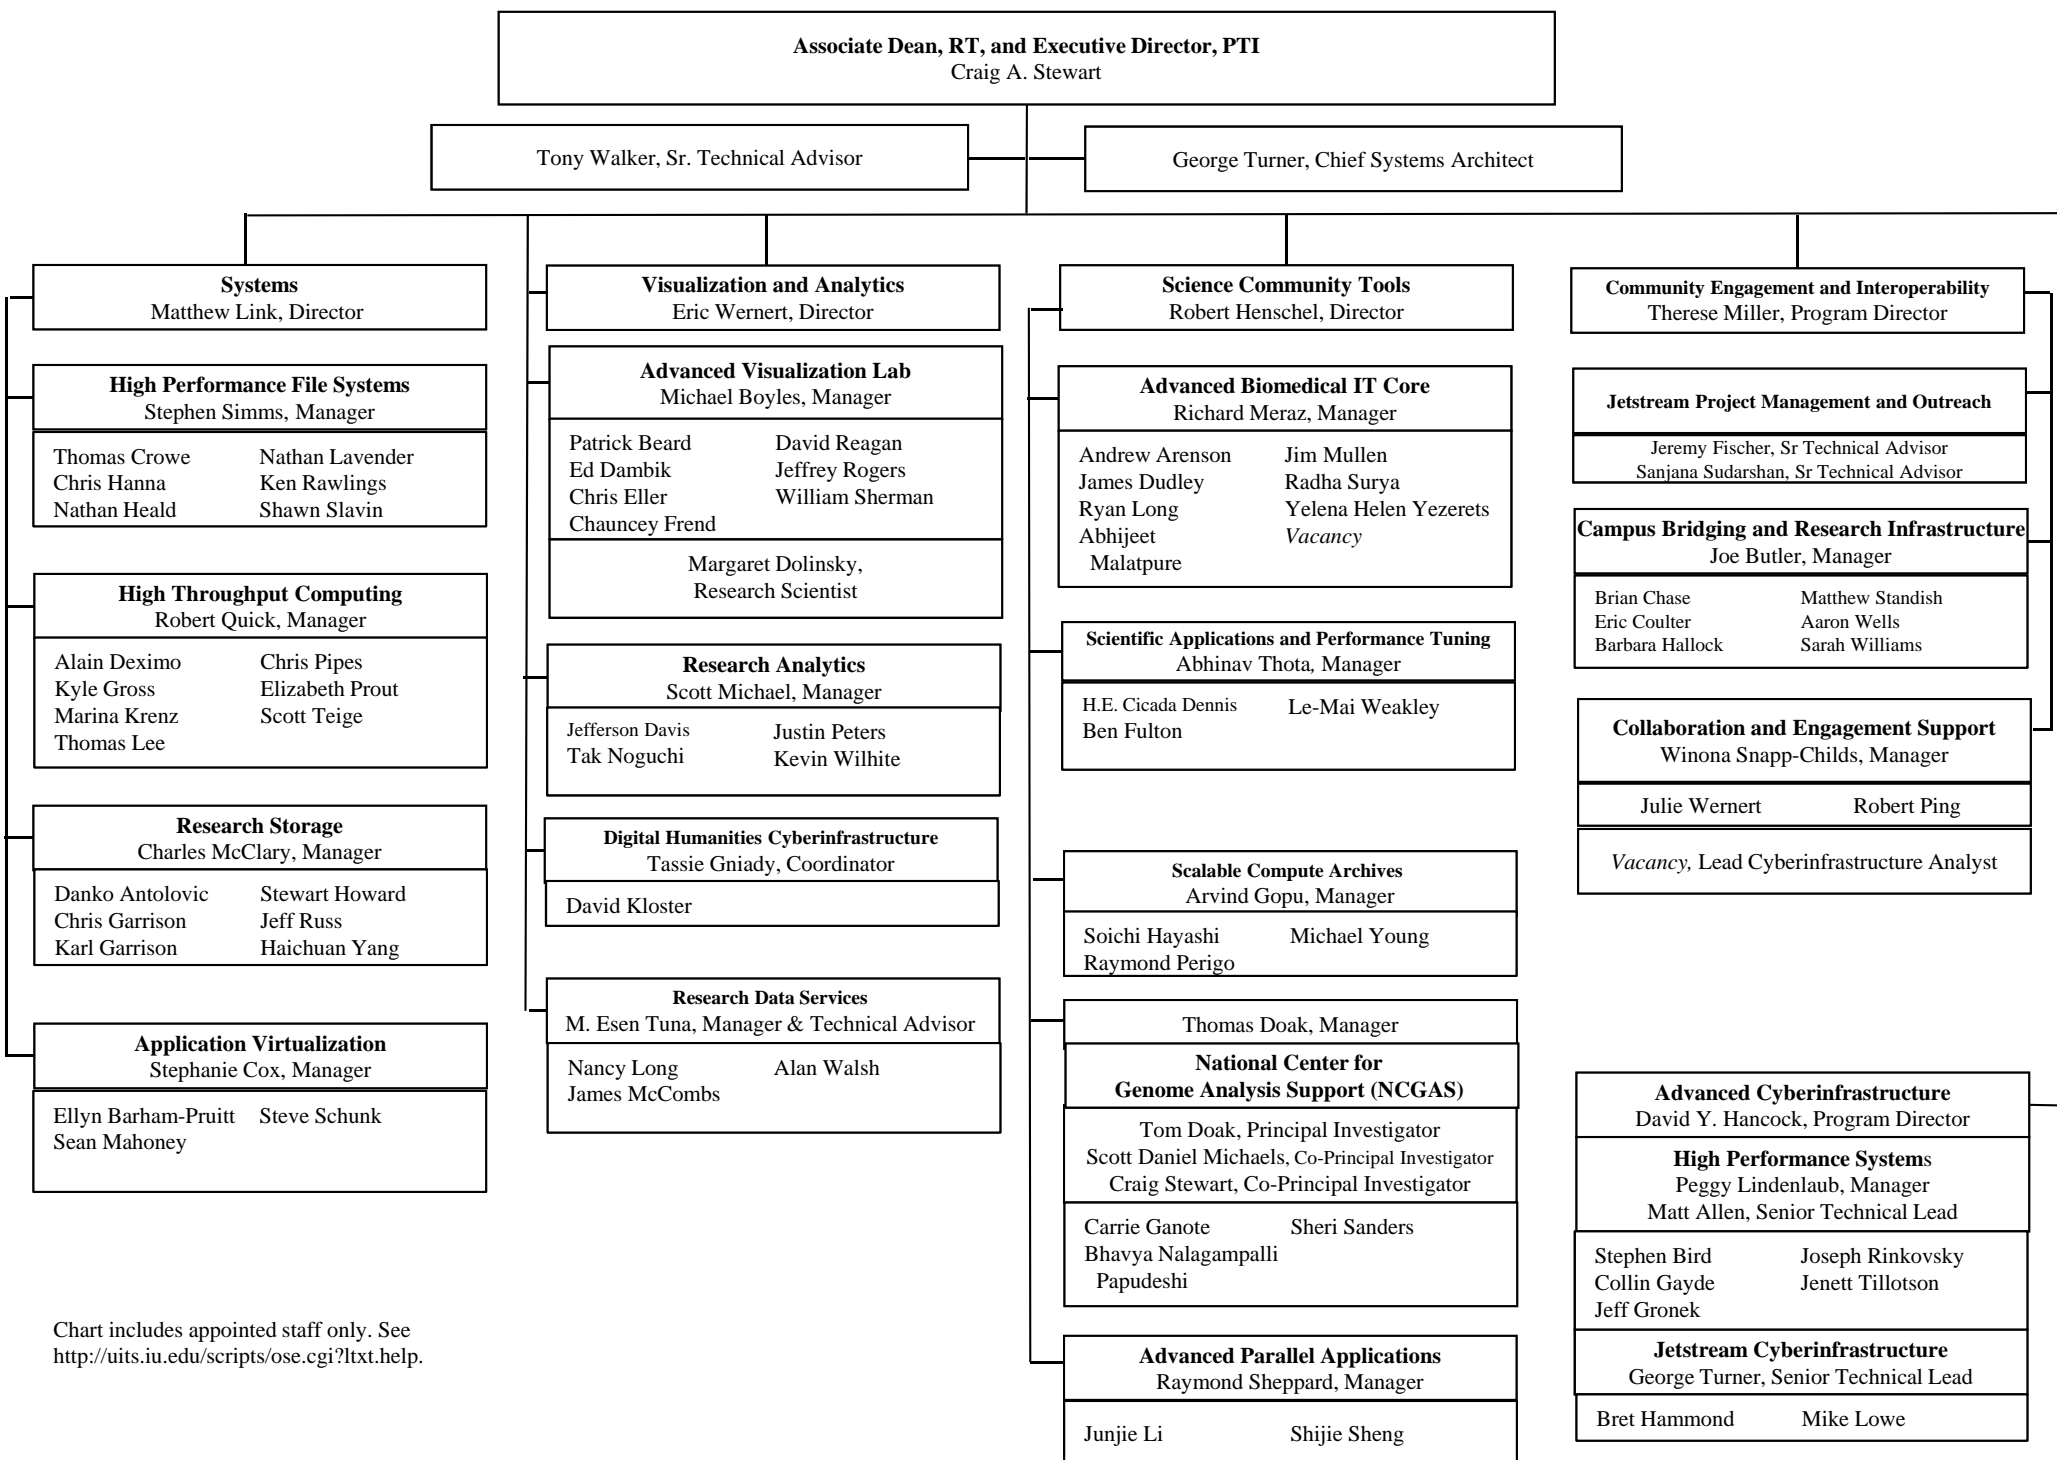 Associate Dean, RT, and Executive Director, PTI
Craig A. Stewart
Tony Walker, Sr. Technical Advisor
George Turner, Chief Systems Architect
Systems
Matthew Link, Director
High Performance File Systems
Stephen Simms, Manager
Thomas Crowe Nathan Lavender
Chris Hanna Ken Rawlings
Nathan Heald Shawn Slavin
High Throughput Computing
Robert Quick, Manager
Alain Deximo Chris Pipes
Kyle Gross Elizabeth Prout
Marina Krenz Scott Teige
Thomas Lee
Research Storage
Charles McClary, Manager
Danko Antolovic Stewart Howard
Chris Garrison Jeff Russ
Karl Garrison Haichuan Yang
Application Virtualization
Stephanie Cox, Manager
Ellyn Barham-Pruitt Steve Schunk
Sean Mahoney
Chart includes appointed staff only. See
http://uits.iu.edu/scripts/ose.cgi?ltxt.help.
Visualization and Analytics
Eric Wernert, Director
Advanced Visualization Lab
Michael Boyles, Manager
Patrick Beard David Reagan
Ed Dambik Jeffrey Rogers
Chris Eller William Sherman
Chauncey Frend
Margaret Dolinsky,
Research Scientist
Research Analytics
Scott Michael, Manager
Jefferson Davis Justin Peters
Tak Noguchi Kevin Wilhite
Digital Humanities Cyberinfrastructure
Tassie Gniady, Coordinator
David Kloster
Research Data Services
M. Esen Tuna, Manager & Technical Advisor
Nancy Long Alan Walsh
James McCombs
Science Community Tools
Robert Henschel, Director
Advanced Biomedical IT Core
Richard Meraz, Manager
Andrew Arenson Jim Mullen
James Dudley Radha Surya
Ryan Long Yelena Helen Yezerets
Abhijeet Vacancy
Malatpure
Scientific Applications and Performance Tuning
Abhinav Thota, Manager
H.E. Cicada Dennis Le-Mai Weakley
Ben Fulton
Scalable Compute Archives
Arvind Gopu, Manager
Soichi Hayashi Michael Young
Raymond Perigo
Thomas Doak, Manager
National Center for
Genome Analysis Support (NCGAS)
Tom Doak, Principal Investigator
Scott Daniel Michaels, Co-Principal Investigator
Craig Stewart, Co-Principal Investigator
Carrie Ganote Sheri Sanders
Bhavya Nalagampalli
Papudeshi
Advanced Parallel Applications
Raymond Sheppard, Manager
Junjie Li Shijie Sheng
Community Engagement and Interoperability
Therese Miller, Program Director
Jetstream Project Management and Outreach
Jeremy Fischer, Sr Technical Advisor
Sanjana Sudarshan, Sr Technical Advisor
Campus Bridging and Research Infrastructure
Joe Butler, Manager
Brian Chase Matthew Standish
Eric Coulter Aaron Wells
Barbara Hallock Sarah Williams
Collaboration and Engagement Support
Winona Snapp-Childs, Manager
Julie Wernert Robert Ping
Vacancy, Lead Cyberinfrastructure Analyst
Advanced Cyberinfrastructure
David Y. Hancock, Program Director
High Performance Systems
Peggy Lindenlaub, Manager
Matt Allen, Senior Technical Lead
Stephen Bird Joseph Rinkovsky
Collin Gayde Jenett Tillotson
Jeff Gronek
Jetstream Cyberinfrastructure
George Turner, Senior Technical Lead
Bret Hammond Mike Lowe